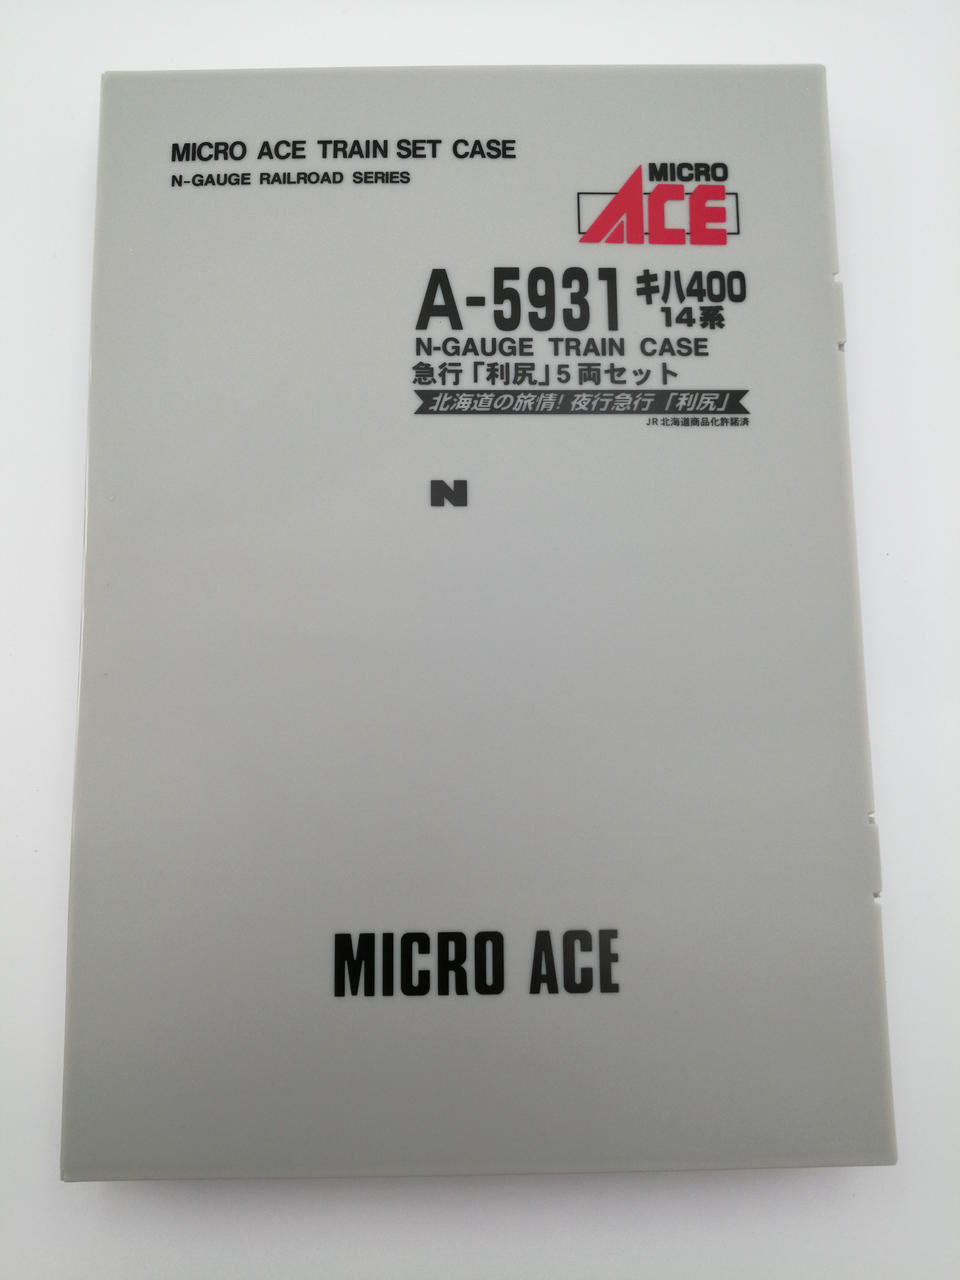 MICRO ACE TRAIN SET CASE
N-GAUGE RAILROAD SERIES
MICRO
ACE
A-5931 キハ400
14系
N-GAUGE TRAIN CASE
急行「利尻」5両セット
北海道の旅情! 夜行急行「利尻」
JR北海道商品化許諾済
N
MICRO ACE